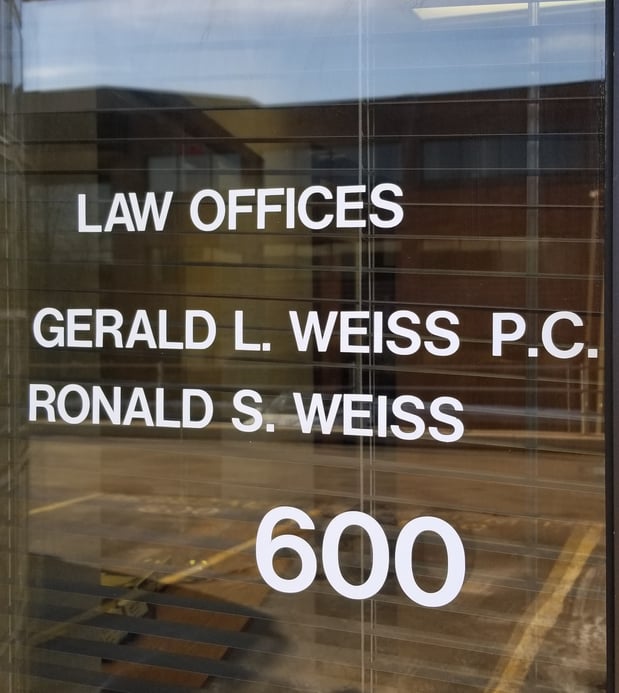 LAW OFFICES
GERALD L. WEISS P.C.
RONALD S. WEISS
600